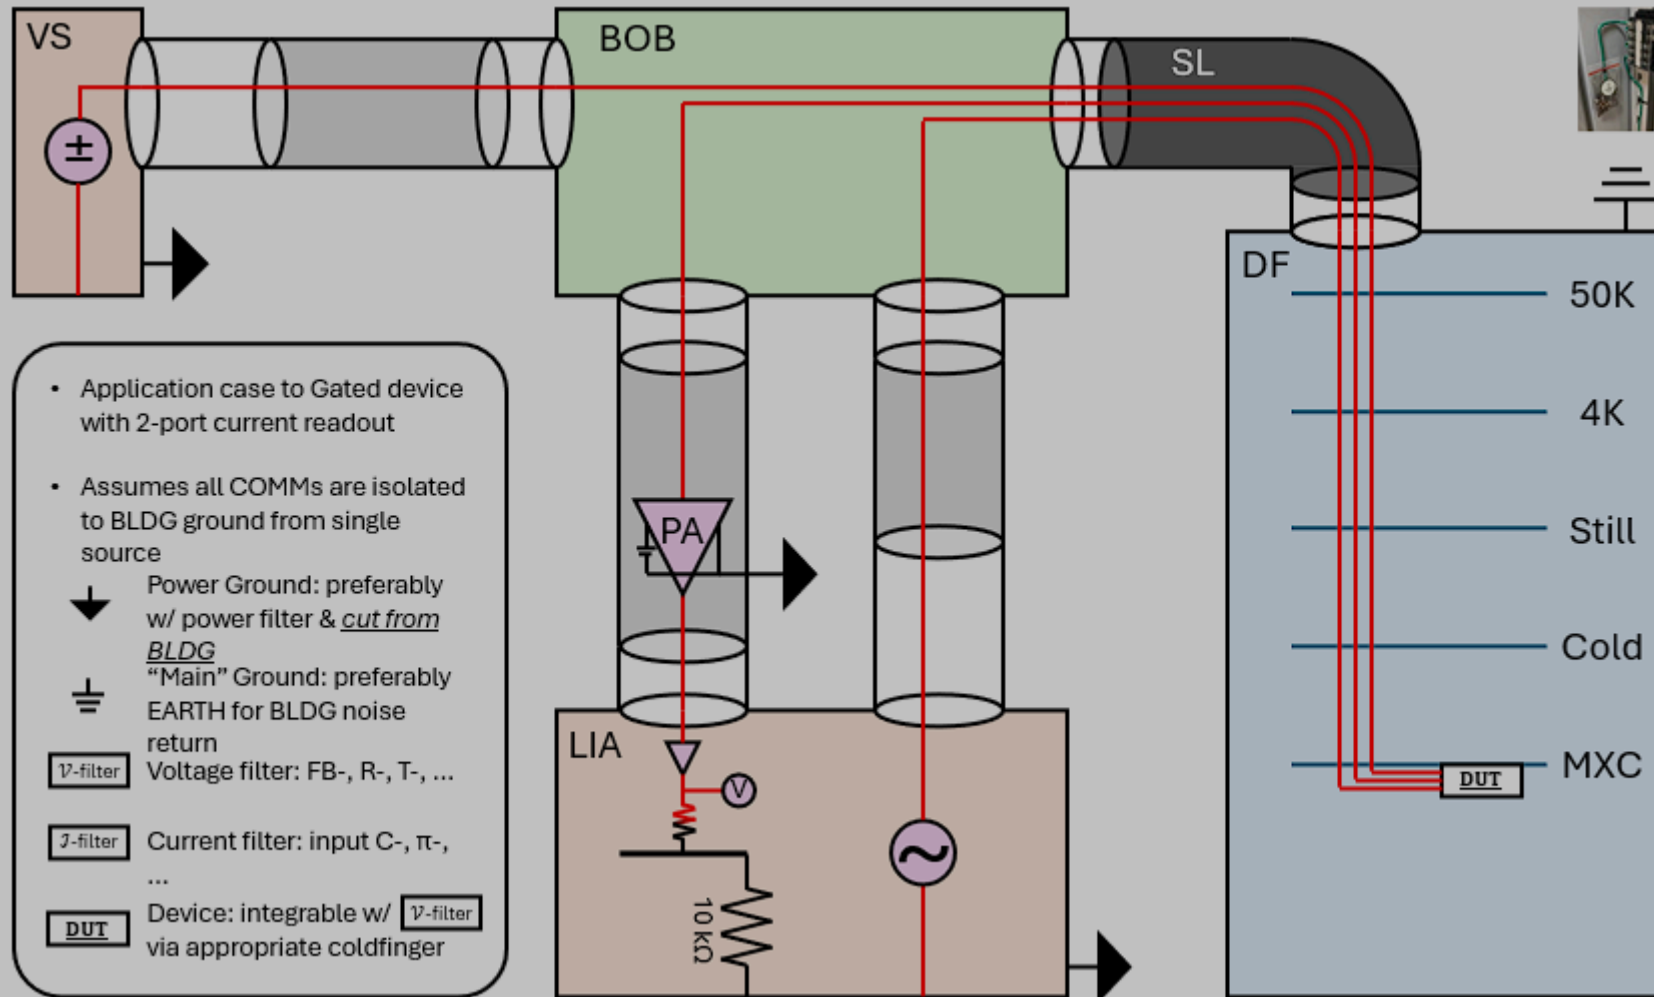 VS
BOB
SL
±
DF
50K
4K
Still
Cold
MXC
DUT
PA
LIA
V
10 kΩ
• Application case to Gated device
with 2-port current readout
• Assumes all COMMs are isolated
to BLDG ground from single
source
Power Ground: preferably
w/ power filter & cut from
BLDG
“Main” Ground: preferably
EARTH for BLDG noise
return
𝒱-filter Voltage filter: FB-, R-, T-, ...
ℐ-filter Current filter: input C-, π-,
...
DUT Device: integrable w/ 𝒱-filter
via appropriate coldfinger